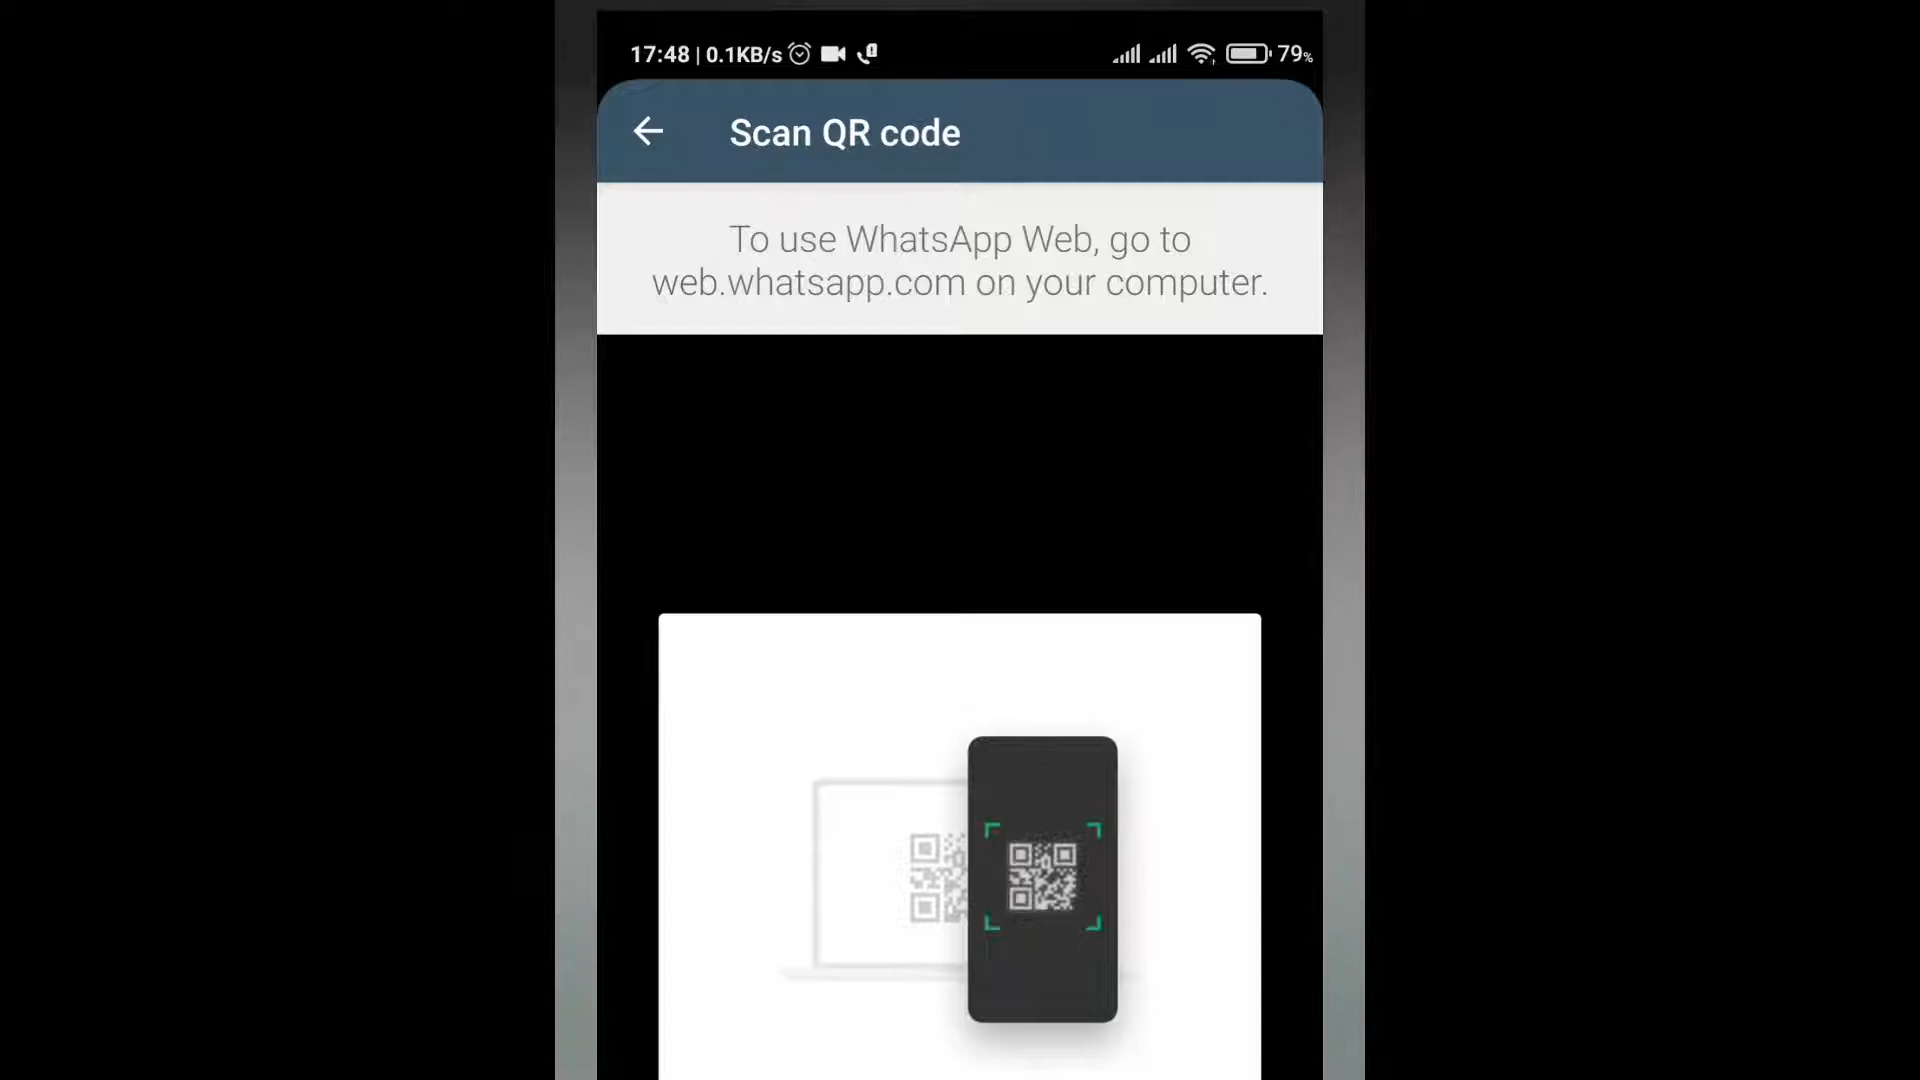 17:48 | 0.1KB/s 79%
Scan QR code
To use WhatsApp Web, go to
web.whatsapp.com on your computer.